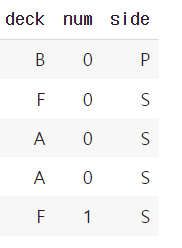 deck num side
B 0 P
F 0 S
A 0 S
A 0 S
F 1 S